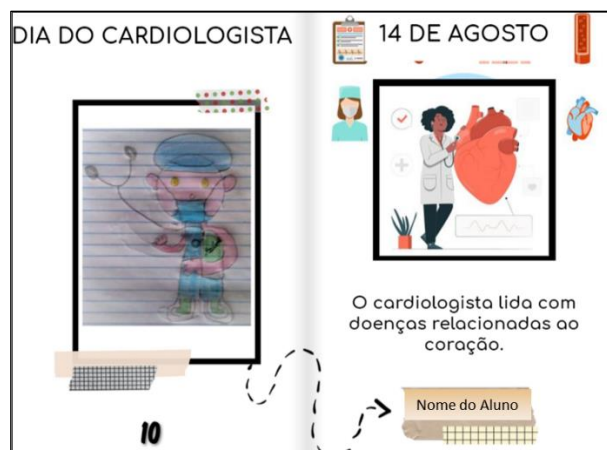 DIA DO CARDIOLOGISTA
10
14 DE AGOSTO
O cardiologista lida com
doenças relacionadas ao
coração.
Nome do Aluno